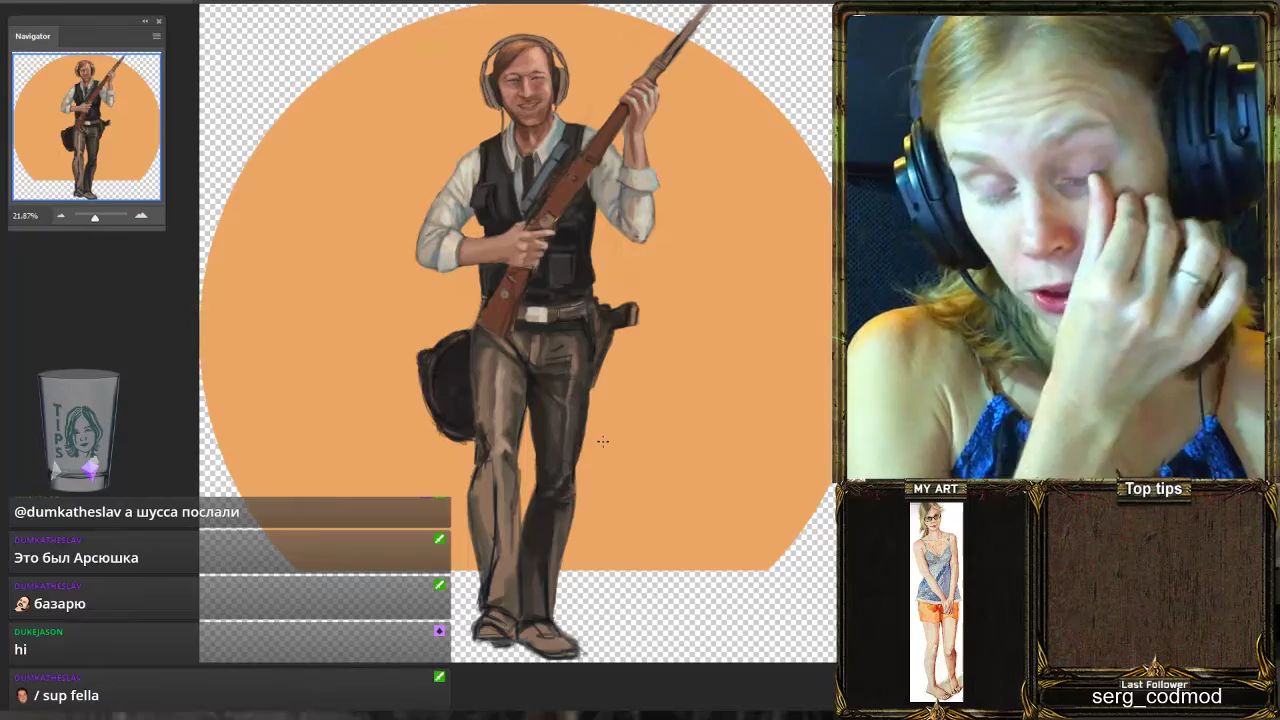 Navigator
21.87%
TIPS
@dumkatheslav а шусса послали
DUMKATHESLAV
Это был Арсюшка
DUMKATHESLAV
базарю
DUKEJASON
hi
DUMKATHESLAV
/ sup fella
MY ART
Top tips
Last Follower
serg_codmod